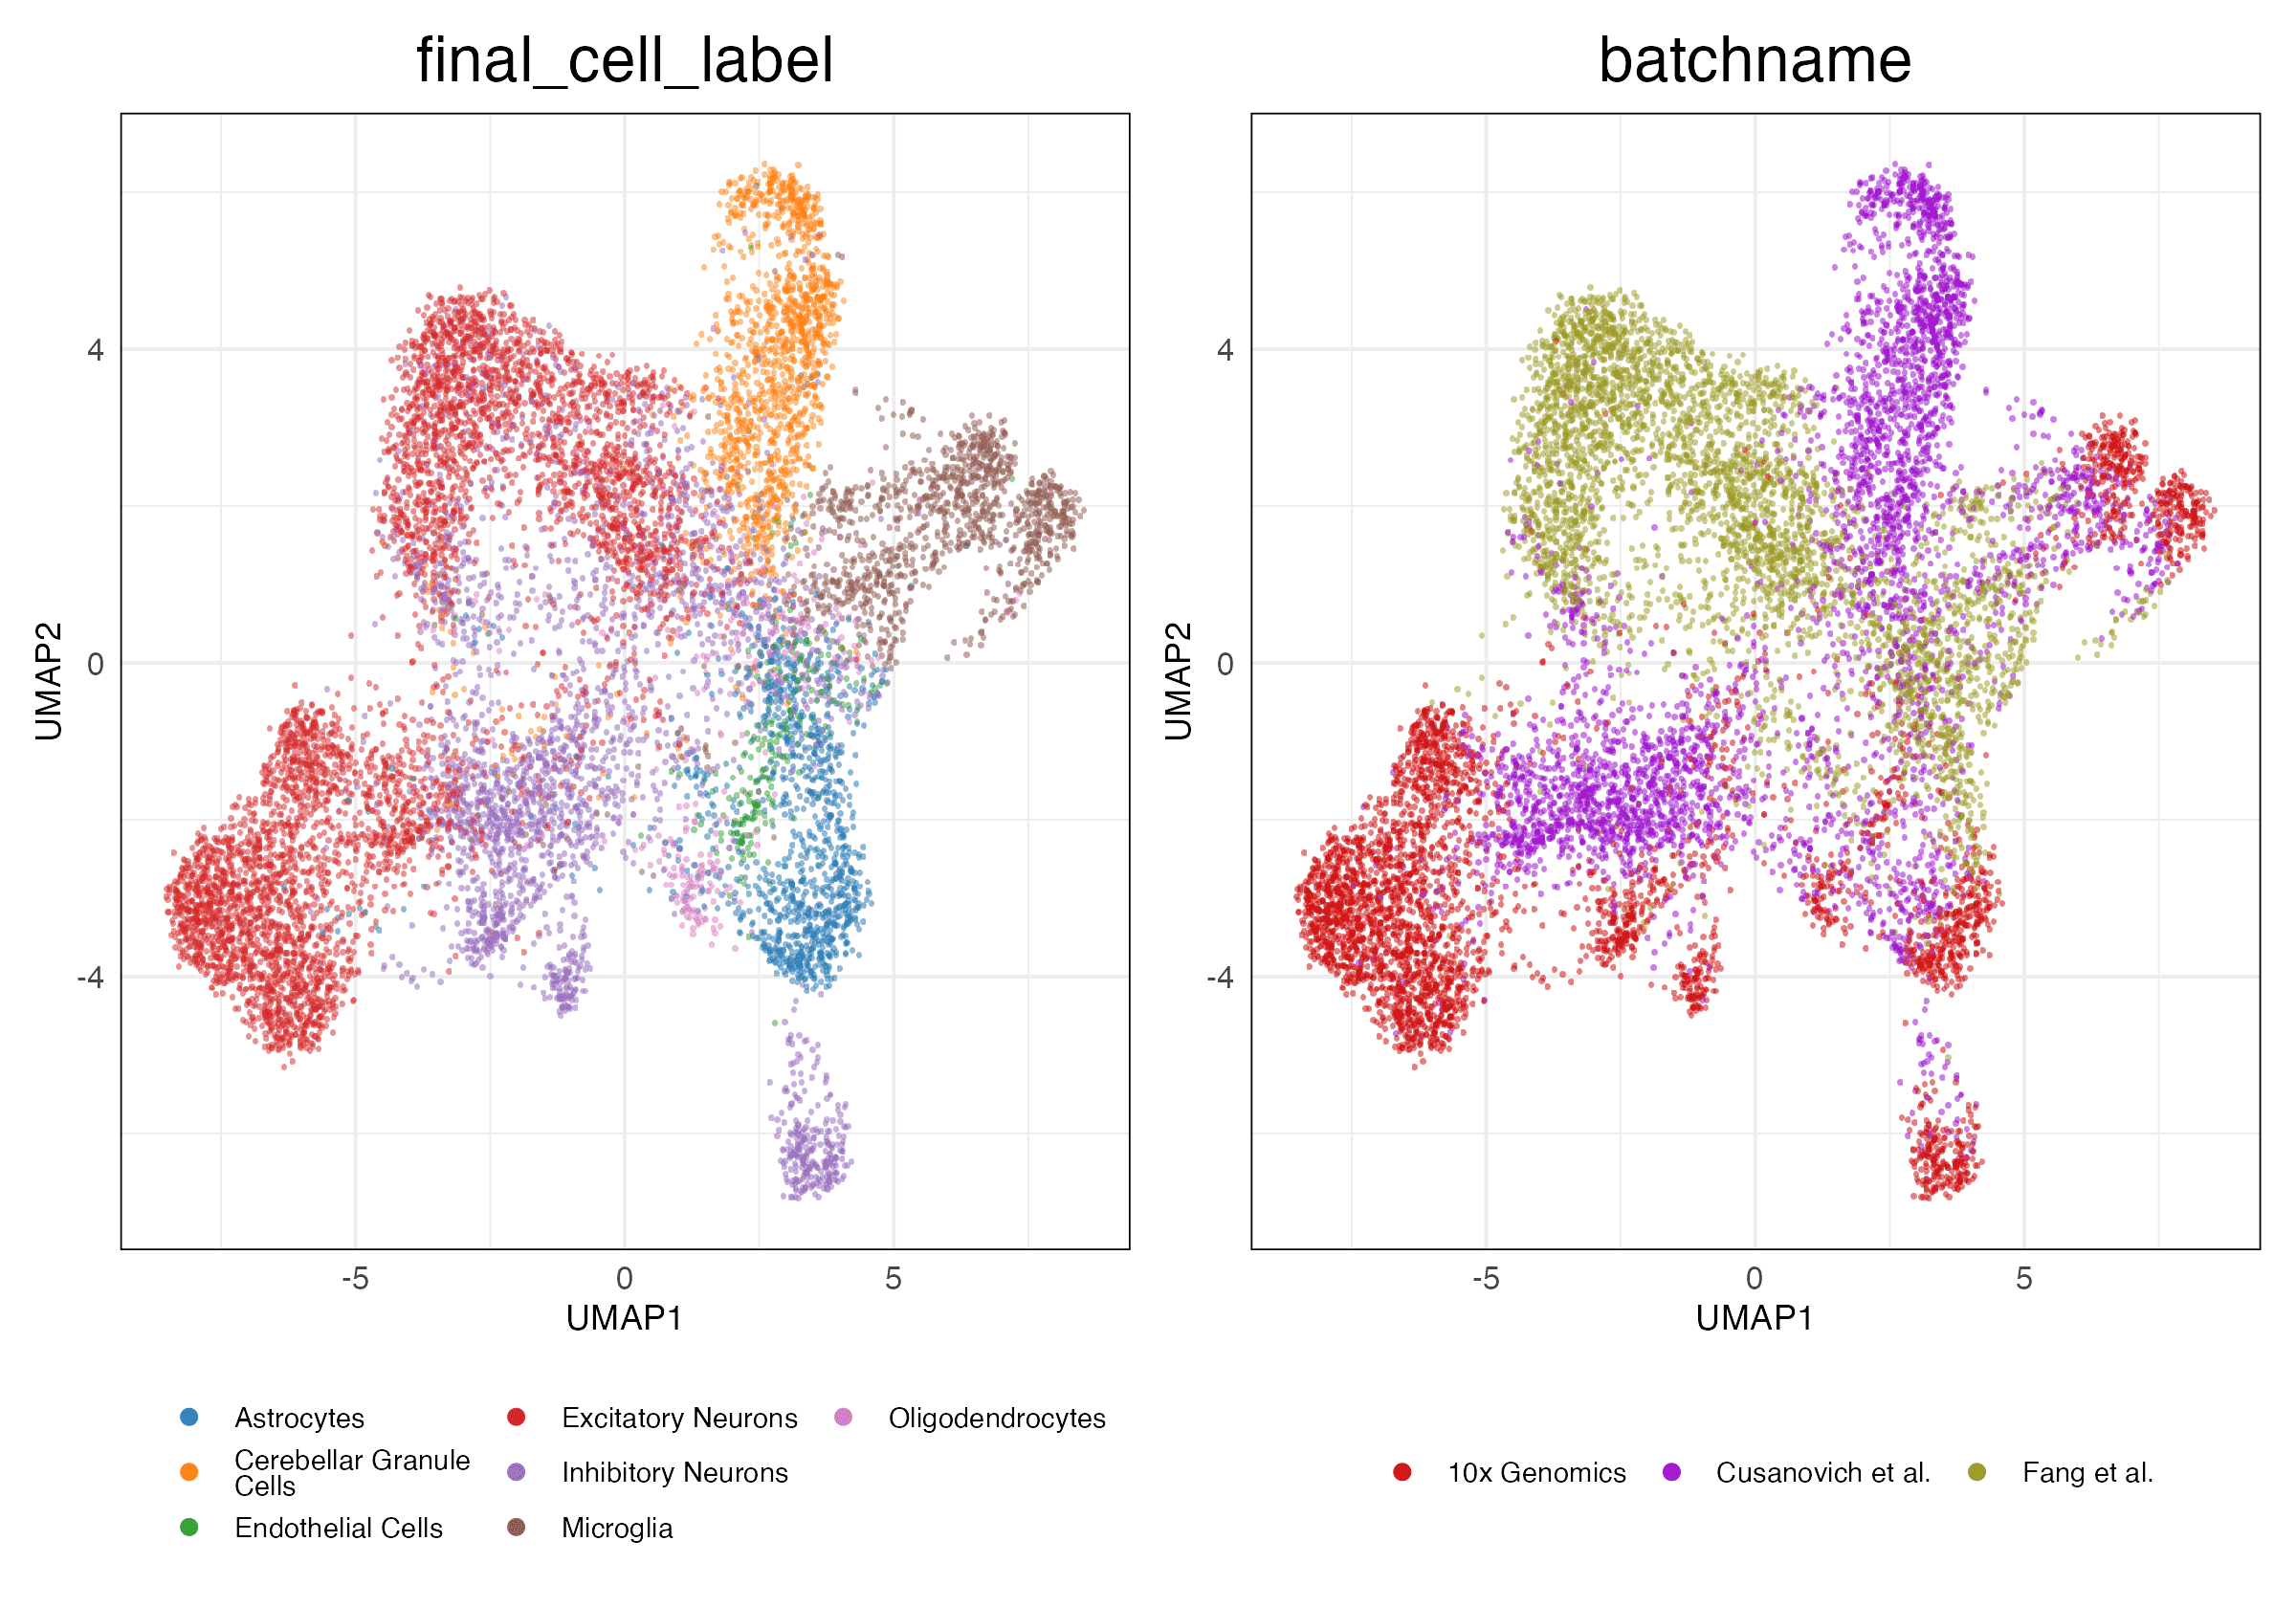 final_cell_label
batchname
UMAP2
4
0
-4
-5
0
5
UMAP1
UMAP2
4
0
-4
-5
0
5
UMAP1
Astrocytes
Cerebellar Granule
Cells
Endothelial Cells
Excitatory Neurons
Inhibitory Neurons
Microglia
Oligodendrocytes
10x Genomics
Cusanovich et al.
Fang et al.